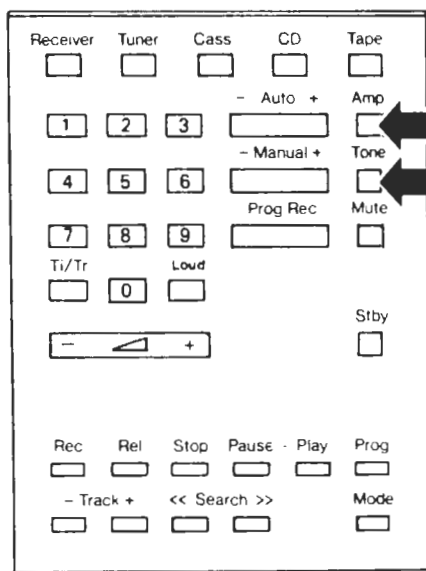 Receiver Tuner Cass CD Tape
- Auto + Amp
1 2 3
- Manual + Tone
4 5 6
Prog Rec Mute
7 8 9
Ti/Tr Loud
0
Stby
- +
Rec Rel Stop Pause - Play Prog
- Track + << Search >> Mode